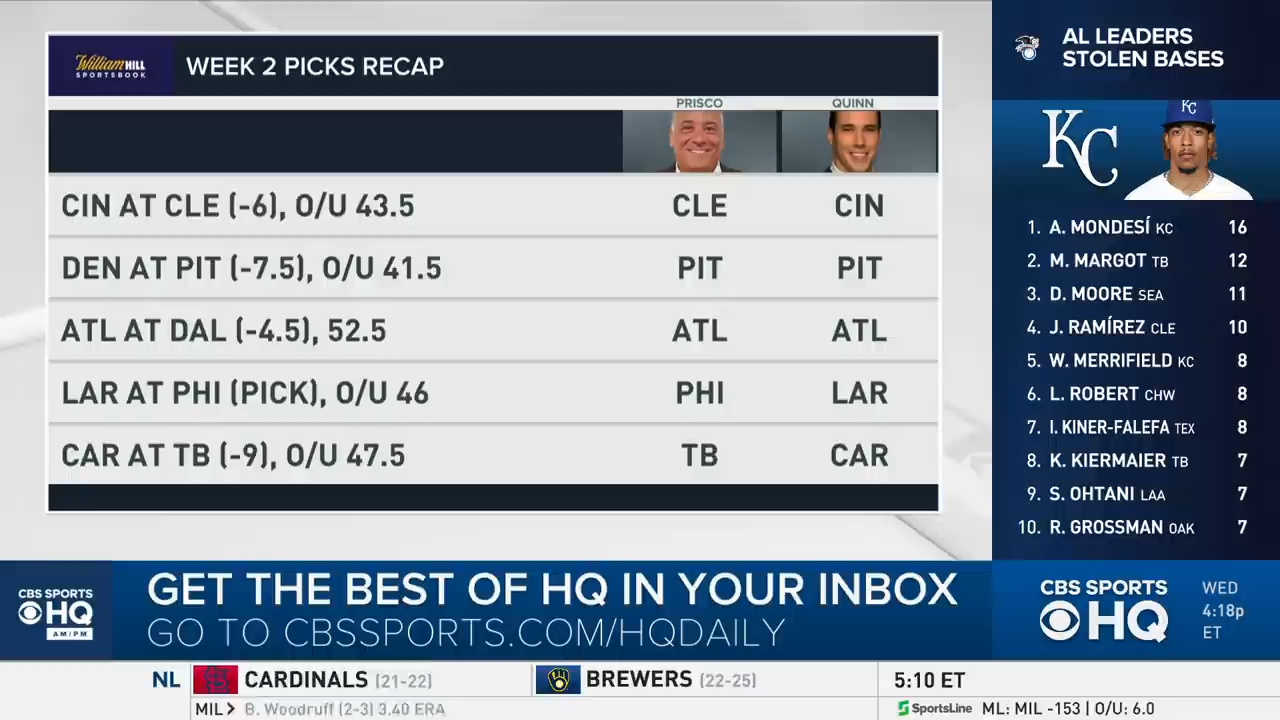 William HILL
SPORTSBOOK
WEEK 2 PICKS RECAP
PRISCO QUINN
CIN AT CLE (-6), O/U 43.5 CLE CIN
DEN AT PIT (-7.5), O/U 41.5 PIT PIT
ATL AT DAL (-4.5), 52.5 ATL ATL
LAR AT PHI (PICK), O/U 46 PHI LAR
CAR AT TB (-9), O/U 47.5 TB CAR
AL LEADERS
STOLEN BASES
KC
KC
1. A. MONDESÍ KC 16
2. M. MARGOT TB 12
3. D. MOORE SEA 11
4. J. RAMÍREZ CLE 10
5. W. MERRIFIELD KC 8
6. L. ROBERT CHW 8
7. I. KINER-FALEFA TEX 8
8. K. KIERMAIER TB 7
9. S. OHTANI LAA 7
10. R. GROSSMAN OAK 7
CBS SPORTS
HQ
AM/PM
GET THE BEST OF HQ IN YOUR INBOX
GO TO CBSSPORTS.COM/HQDAILY
CBS SPORTS
HQ
WED
4:18p
ET
NL CARDINALS (21-22) BREWERS (22-25) 5:10 ET
MIL > B. Woodruff (2-3) 3.40 ERA SportsLine ML: MIL -153 | O/U: 6.0